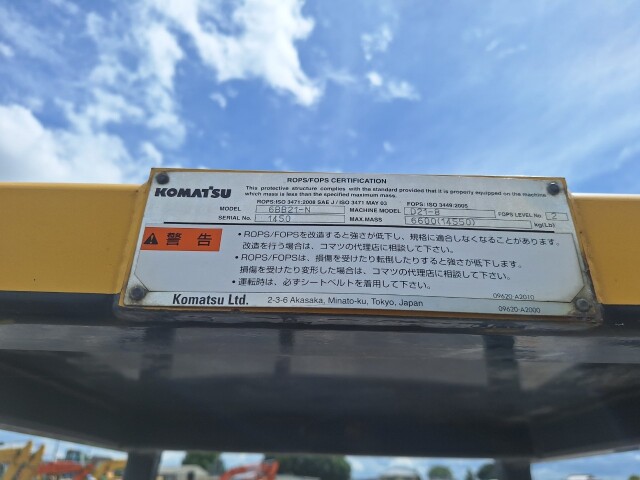 ROPS/FOPS CERTIFICATION
KOMATSU
This protective structure complies with the standard provided that it is properly equipped on the machine
which mass is less than the specified maximum mass.
ROPS:ISO 3471:2008 SAE J / ISO 3471 MAY 03 FOPS: ISO 3449:2005
MODEL 6BB21-N MACHINE MODEL D21-8 FOPS LEVEL No. 2
SERIAL No. 1450 MAX.MASS 6600(14550) kg(Lb)
警告
・ROPS/FOPSを改造すると強さが低下し、規格に適合しなくなることがあります。
改造を行う場合は、コマツの代理店に相談して下さい。
・ROPS/FOPSは、損傷を受けたり転倒したりすると強さが低下します。
損傷を受けたり変形した場合は、コマツの代理店に相談して下さい。
・運転時は、必ずシートベルトを着用して下さい。
Komatsu Ltd. 2-3-6 Akasaka, Minato-ku, Tokyo, Japan
09620-A2010
09620-A2000